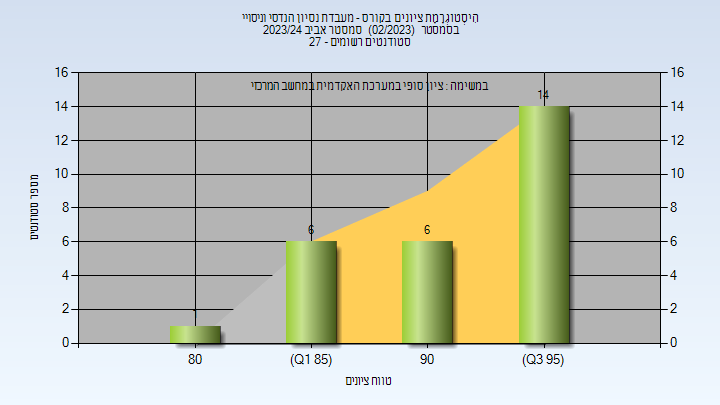 הִיסְטוגְרָמַת ציונים בקורס - מעבדת נסיון הנדסי וניסויי
בסמסטר (02/2023) סמסטר אביב 2023/24
סטודנטים רשומים - 27
במשימה : ציון סופי במערכת האקדמית במחשב המרכזי
מספר סטודנטים
16 16
14 14
12 12
10 10
8 8
6 6
4 4
2 2
0 0
1 6 6 14
80 (Q1 85) 90 (Q3 95)
טווח ציונים